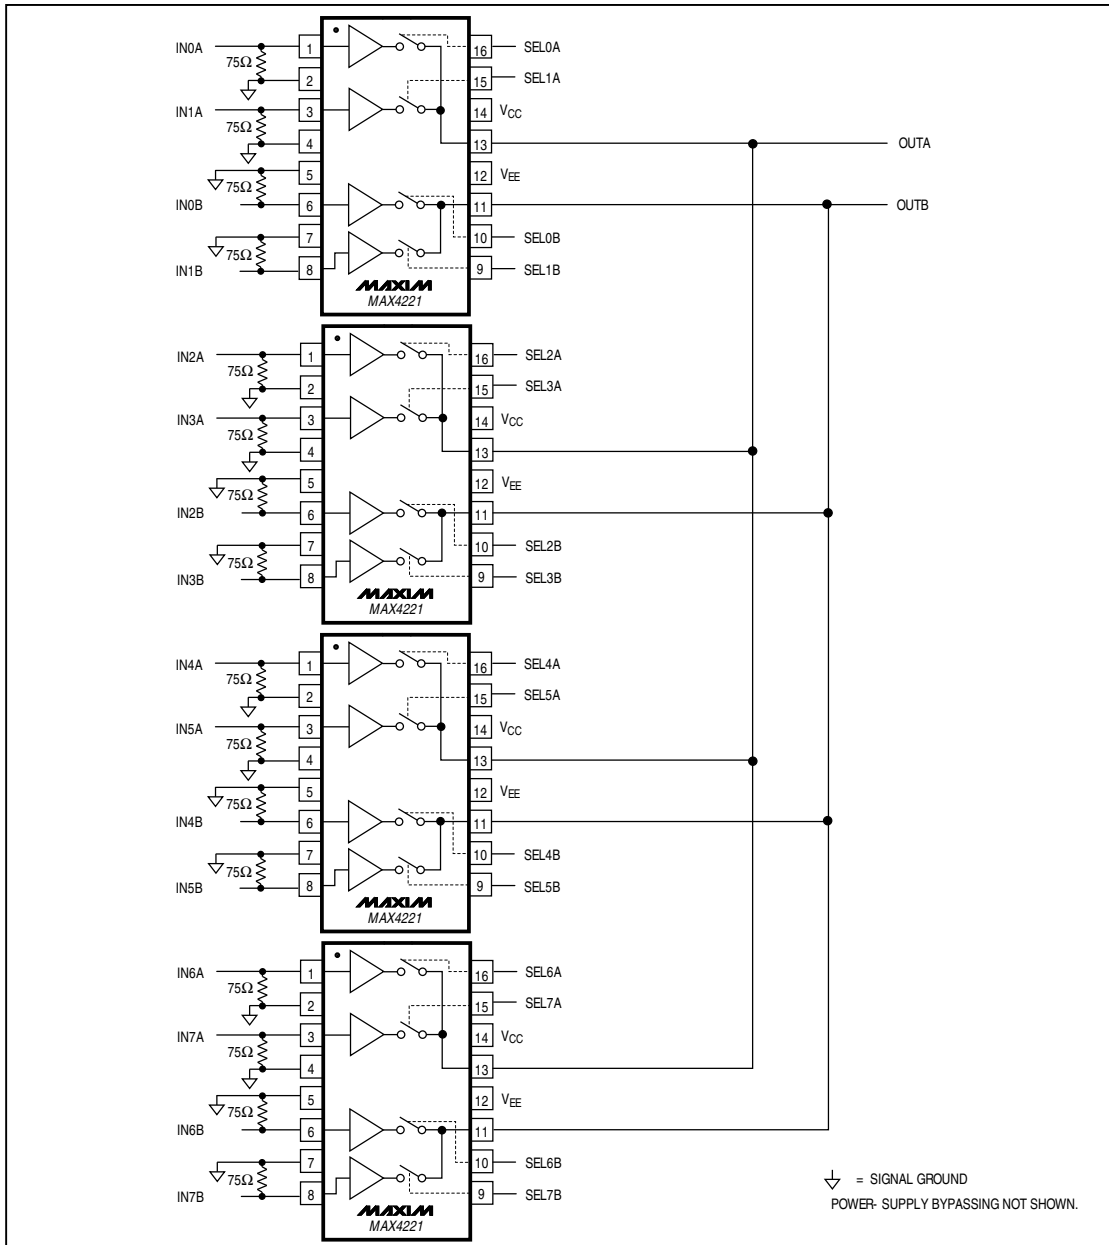 IN0A 1 16 SEL0A
75Ω 2 15 SEL1A
IN1A 3 14 VCC
75Ω 4 13 OUTA
5 12 VEE
75Ω
IN0B 6 11 OUTB
7 10 SEL0B
75Ω
IN1B 8 9 SEL1B
MAXIM
MAX4221
IN2A 1 16 SEL2A
75Ω 2 15 SEL3A
IN3A 3 14 VCC
75Ω 4 13
5 12 VEE
75Ω
IN2B 6 11
7 10 SEL2B
75Ω
IN3B 8 9 SEL3B
MAXIM
MAX4221
IN4A 1 16 SEL4A
75Ω 2 15 SEL5A
IN5A 3 14 VCC
75Ω 4 13
5 12 VEE
75Ω
IN4B 6 11
7 10 SEL4B
75Ω
IN5B 8 9 SEL5B
MAXIM
MAX4221
IN6A 1 16 SEL6A
75Ω 2 15 SEL7A
IN7A 3 14 VCC
75Ω 4 13
5 12 VEE
75Ω
IN6B 6 11
7 10 SEL6B
75Ω
IN7B 8 9 SEL7B
MAXIM
MAX4221
= SIGNAL GROUND
POWER- SUPPLY BYPASSING NOT SHOWN.